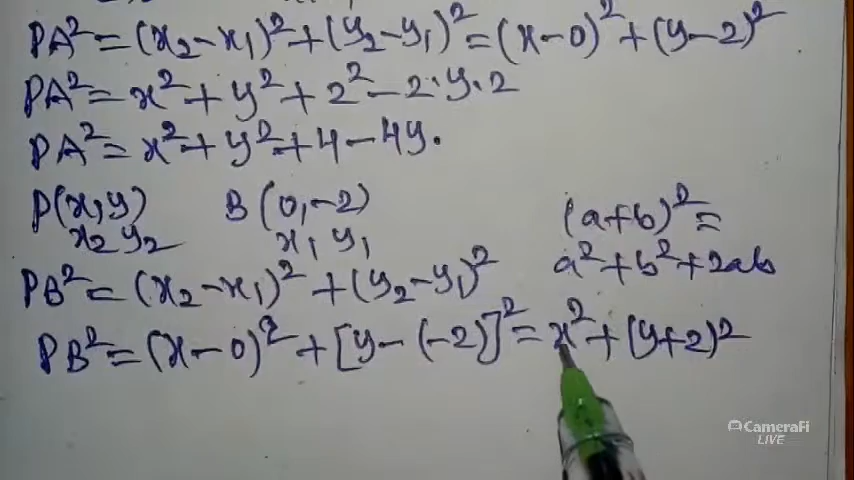 PA² = (x₂-x₁)² + (y₂-y₁)² = (x-0)² + (y-2)²
PA² = x² + y² + 2² - 2·y·2
PA² = x² + y² + 4 - 4y.
P(x,y) B(0,-2)
x₂ y₂ x₁ y₁
(a+b)² =
a² + b² + 2ab
PB² = (x₂-x₁)² + (y₂-y₁)²
PB² = (x-0)² + [y-(-2)]² = x² + (y+2)²
CameraFi
LIVE